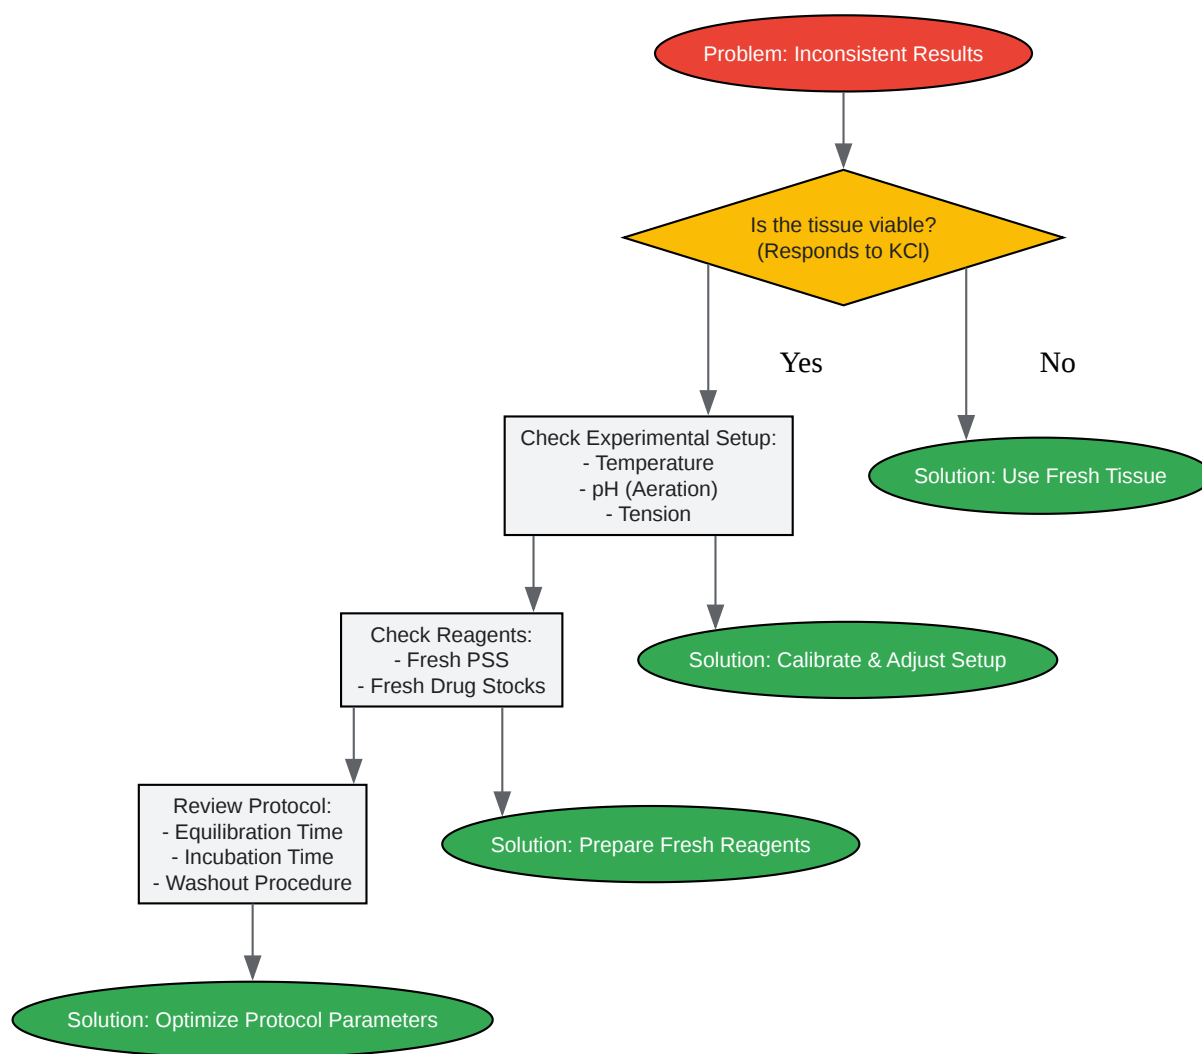 Problem: Inconsistent Results
Is the tissue viable?
(Responds to KCl)
Yes
No
Check Experimental Setup:
- Temperature
- pH (Aeration)
- Tension
Solution: Use Fresh Tissue
Check Reagents:
- Fresh PSS
- Fresh Drug Stocks
Solution: Calibrate & Adjust Setup
Review Protocol:
- Equilibration Time
- Incubation Time
- Washout Procedure
Solution: Prepare Fresh Reagents
Solution: Optimize Protocol Parameters